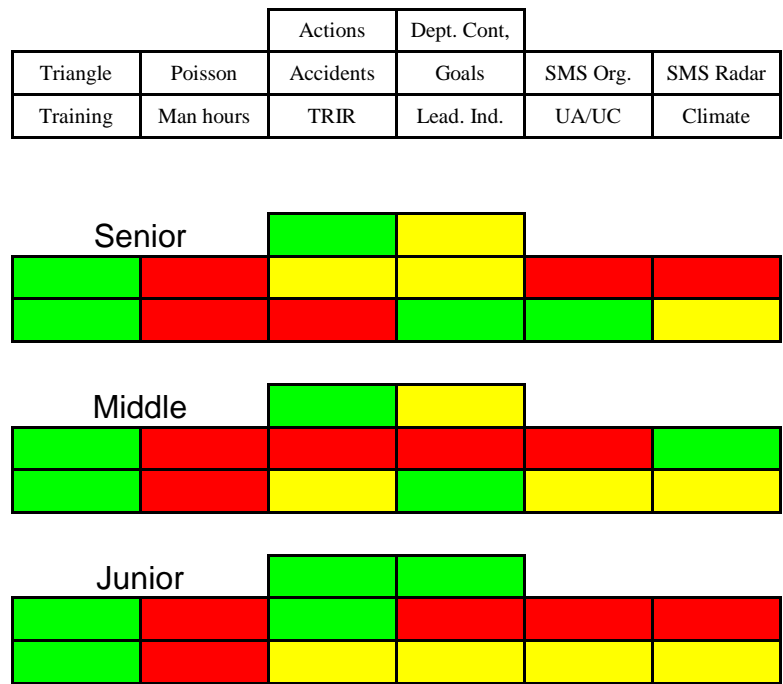 Actions Dept. Cont,
Triangle Poisson Accidents Goals SMS Org. SMS Radar
Training Man hours TRIR Lead. Ind. UA/UC Climate
Senior
Middle
Junior